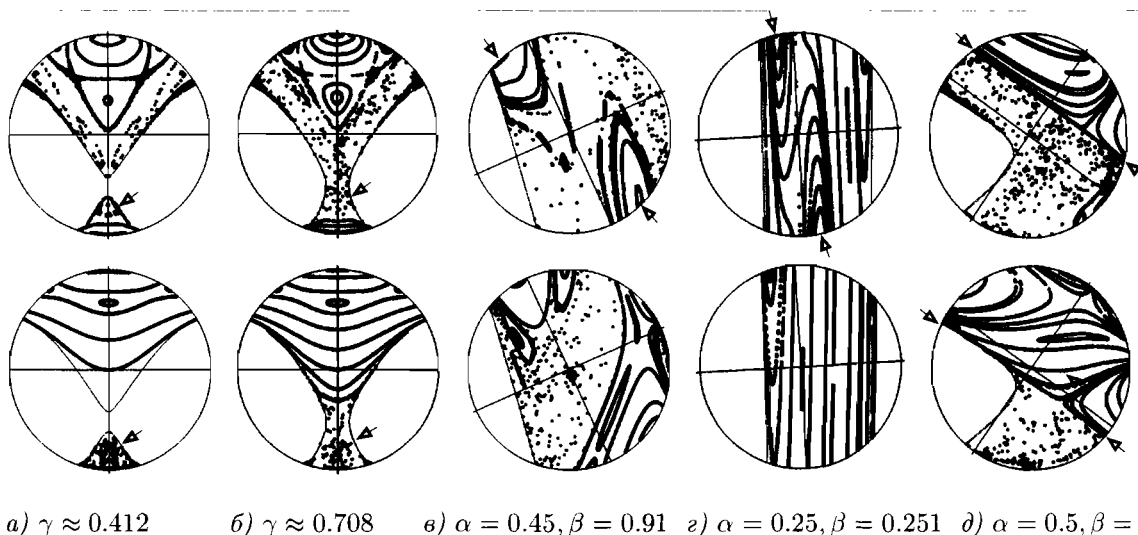 а) γ ≈ 0.412 б) γ ≈ 0.708 в) α = 0.45, β = 0.91 г) α = 0.25, β = 0.251 д) α = 0.5, β =